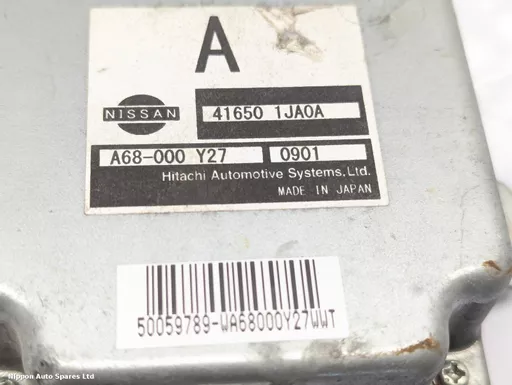 A
NISSAN 41650 1JA0A
A68-000 Y27 0901
Hitachi Automotive Systems,Ltd.
MADE IN JAPAN
50059789-WA68000Y27WWT
Nippon Auto Spares Ltd